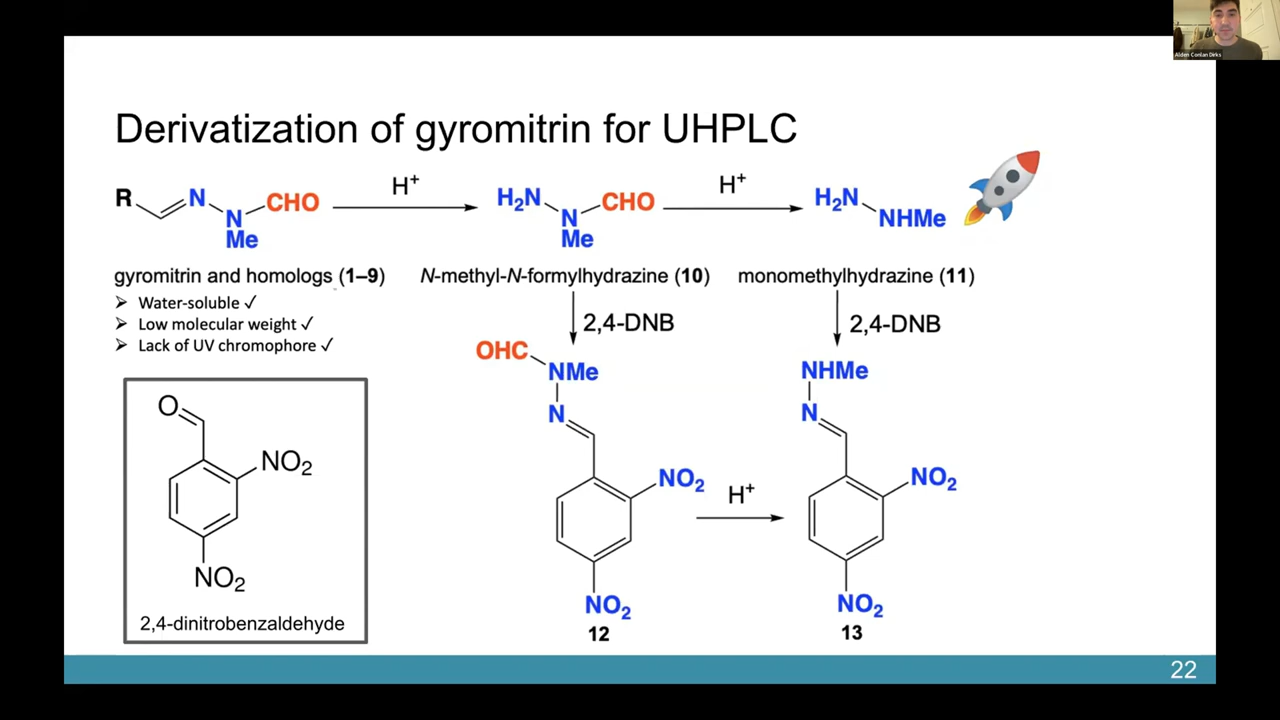 Alden Conlan Dirks
Derivatization of gyromitrin for UHPLC
R N N CHO Me
H⁺
H₂N N CHO Me
H⁺
H₂N NHMe
gyromitrin and homologs (1–9)
N-methyl-N-formylhydrazine (10)
monomethylhydrazine (11)
➢ Water-soluble ✓
➢ Low molecular weight ✓
➢ Lack of UV chromophore ✓
2,4-DNB
2,4-DNB
O
NO₂
NO₂
2,4-dinitrobenzaldehyde
OHC
NMe
N
NO₂
NO₂
12
H⁺
NHMe
N
NO₂
NO₂
13
22